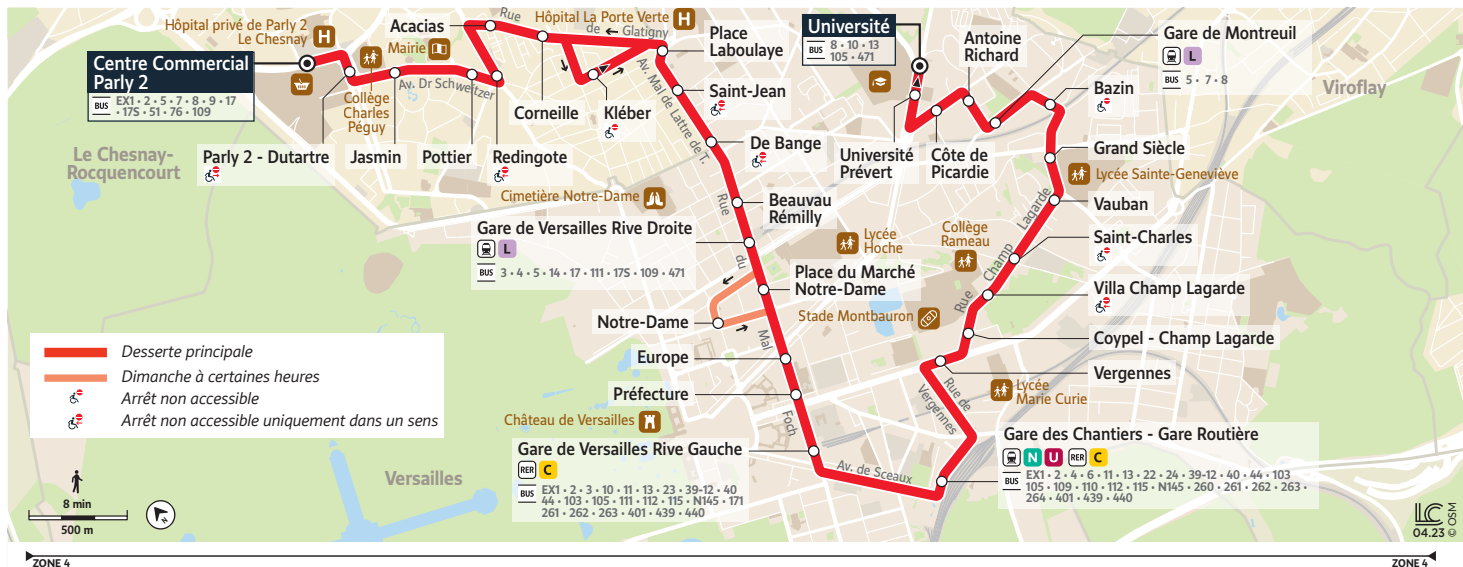 Hôpital privé de Parly 2
Le Chesnay
H
Centre Commercial
Parly 2
BUS
EX1 • 2 • 5 • 7 • 8 • 9 • 17
• 17S • 51 • 76 • 109
Collège
Charles
Péguy
Mairie
Acacias
Rue
de ← Glatigny
Hôpital La Porte Verte
H
Av. Dr Schweitzer
Parly 2 - Dutartre
Jasmin
Pottier
Redingote
Corneille
Kléber
Place
Laboulaye
Saint-Jean
Av. Mal de Lattre de T.
De Bange
Le Chesnay-
Rocquencourt
Cimetière Notre-Dame
Beauvau
Rémilly
Rue
du
Mal
Foch
Gare de Versailles Rive Droite
L
BUS
3 • 4 • 5 • 14 • 17 • 111 • 17S • 109 • 471
Place du Marché
Notre-Dame
Notre-Dame
Europe
Préfecture
Château de Versailles
Gare de Versailles Rive Gauche
RER C
BUS
EX1 • 2 • 3 • 10 • 11 • 13 • 23 • 39-12 • 40
44 • 103 • 105 • 111 • 112 • 115 • N145 • 171
261 • 262 • 263 • 401 • 439 • 440
Av. de Sceaux
Université
BUS
8 • 10 • 13
105 • 471
Université
Prévert
Côte de
Picardie
Antoine
Richard
Gare de Montreuil
L
BUS
5 • 7 • 8
Bazin
Viroflay
Grand Siècle
Lycée Sainte-Geneviève
Vauban
Saint-Charles
Villa Champ Lagarde
Coypel - Champ Lagarde
Vergennes
Rue Champ Lagarde
Lycée
Hoche
Collège
Rameau
Stade Montbauron
Lycée
Marie Curie
Rue de
Vergennes
Gare des Chantiers - Gare Routière
N U RER C
BUS
EX1 • 2 • 4 • 6 • 11 • 13 • 22 • 24 • 39-12 • 40 • 44 • 103
105 • 109 • 110 • 112 • 115 • N145 • 260 • 261 • 262 • 263 •
264 • 401 • 439 • 440
Desserte principale
Dimanche à certaines heures
Arrêt non accessible
Arrêt non accessible uniquement dans un sens
Versailles
8 min
500 m
N
LC
04.23 © OSM
ZONE 4
ZONE 4